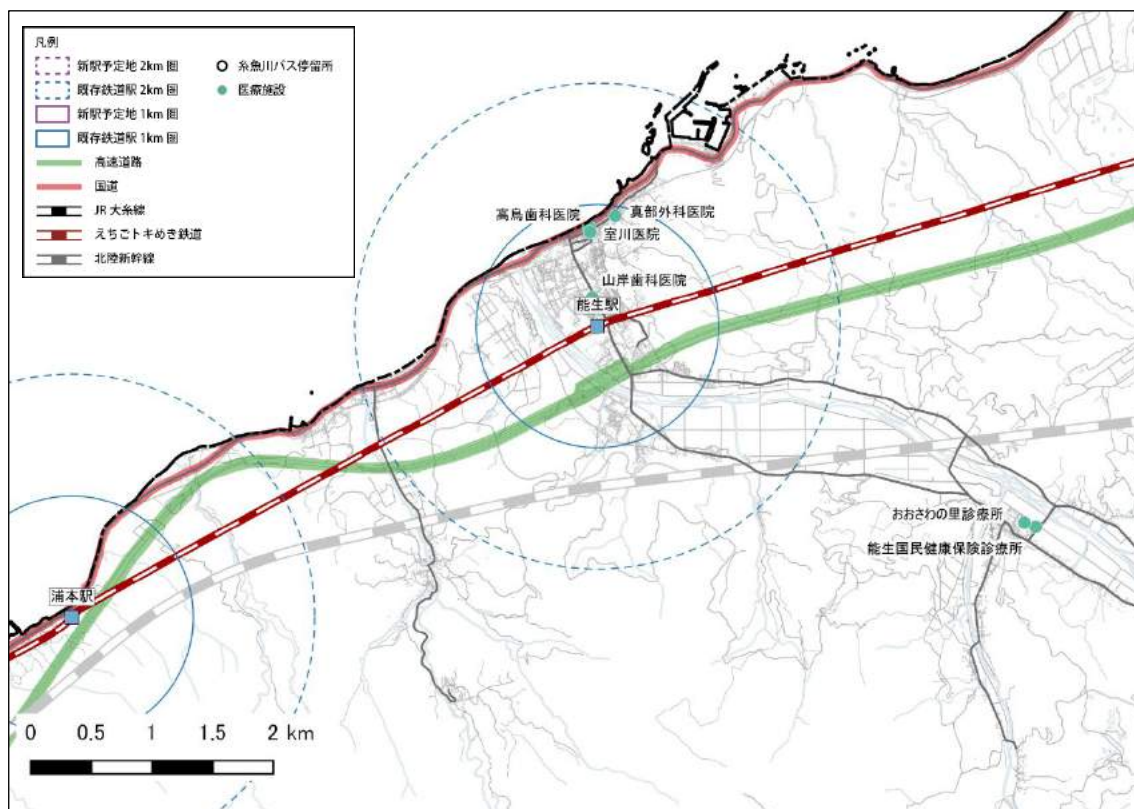 凡例
新駅予定地 2km 圏
既存鉄道駅 2km 圏
新駅予定地 1km 圏
既存鉄道駅 1km 圏
高速道路
国道
JR 大糸線
えちごトキめき鉄道
北陸新幹線
糸魚川バス停留所
医療施設
高鳥歯科医院
真部外科医院
室川医院
山岸歯科医院
能生駅
おおさわの里診療所
能生国民健康保険診療所
浦本駅
0 0.5 1 1.5 2 km